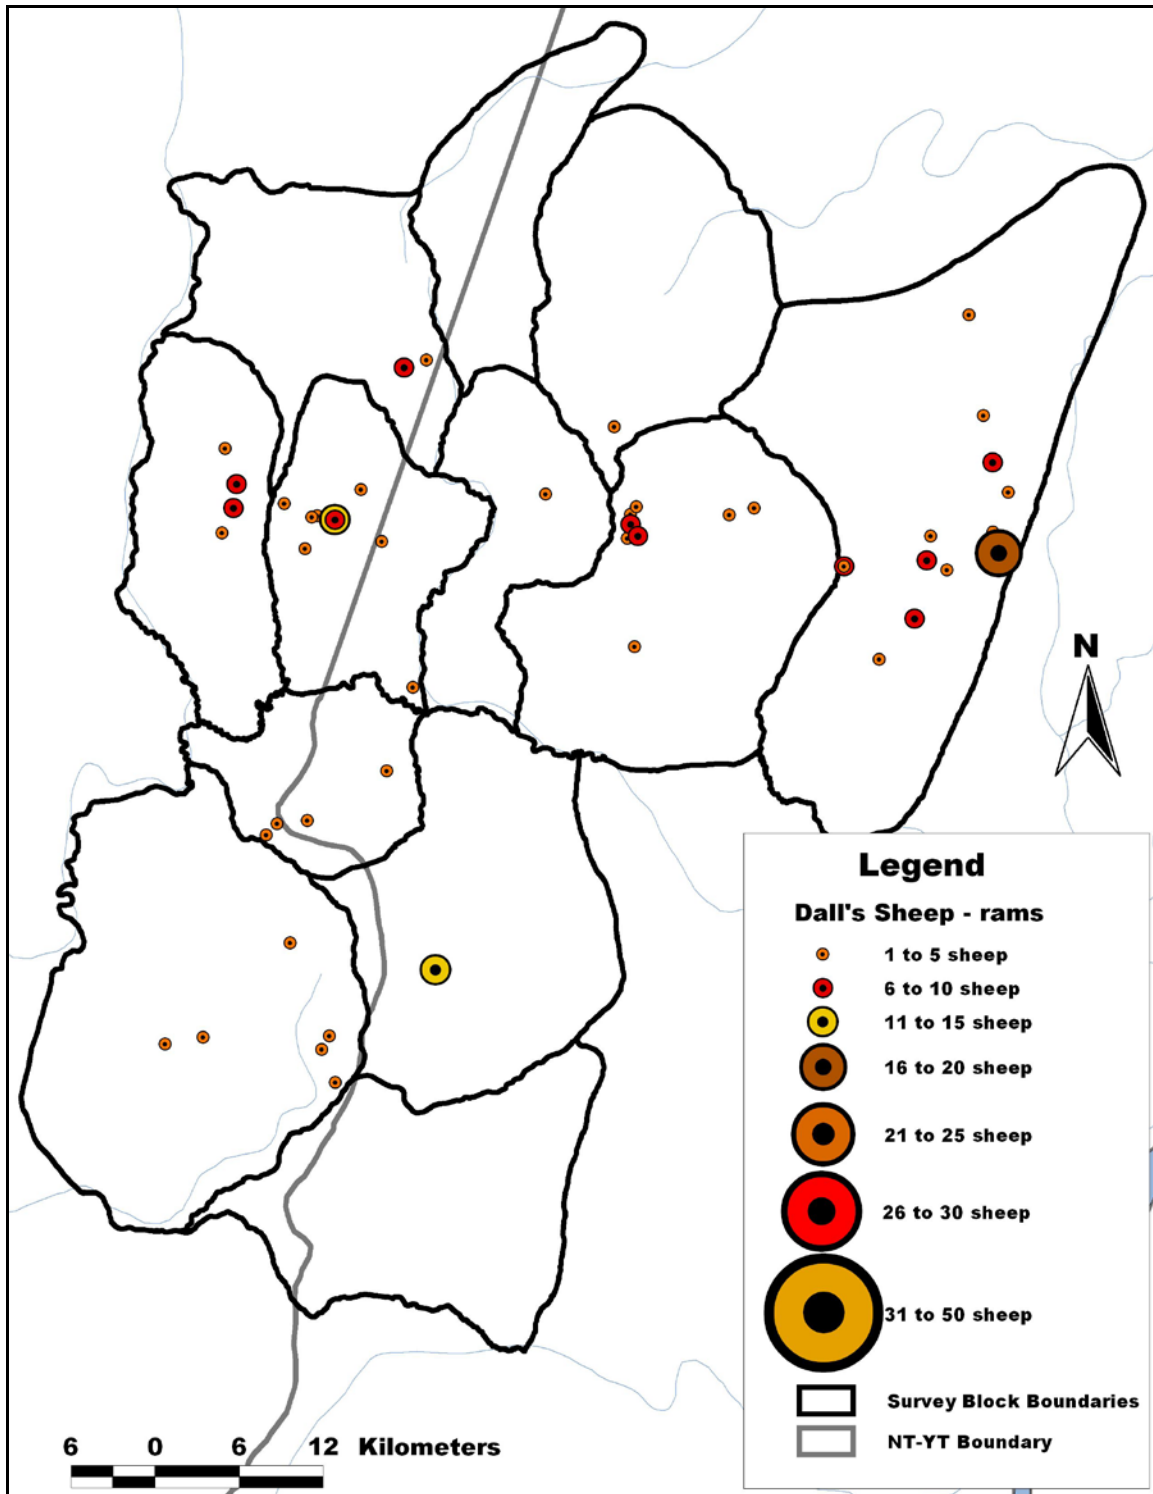 N
Legend
Dall's Sheep - rams
1 to 5 sheep
6 to 10 sheep
11 to 15 sheep
16 to 20 sheep
21 to 25 sheep
26 to 30 sheep
31 to 50 sheep
Survey Block Boundaries
NT-YT Boundary
6 0 6 12 Kilometers